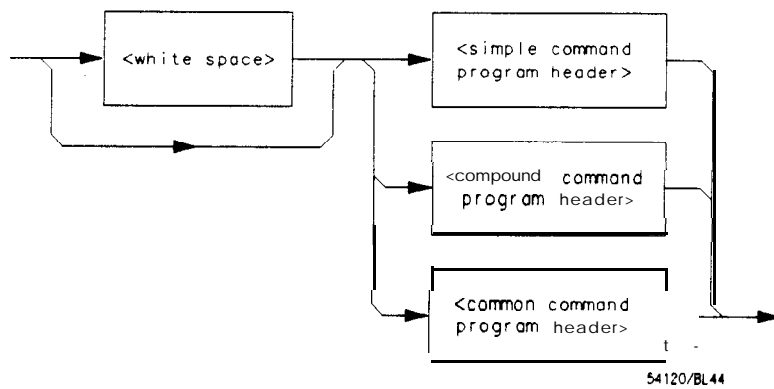 <white space>
<simple command
program header>
<compound command
program header>
<common command
program header>
t -
54120/BL44